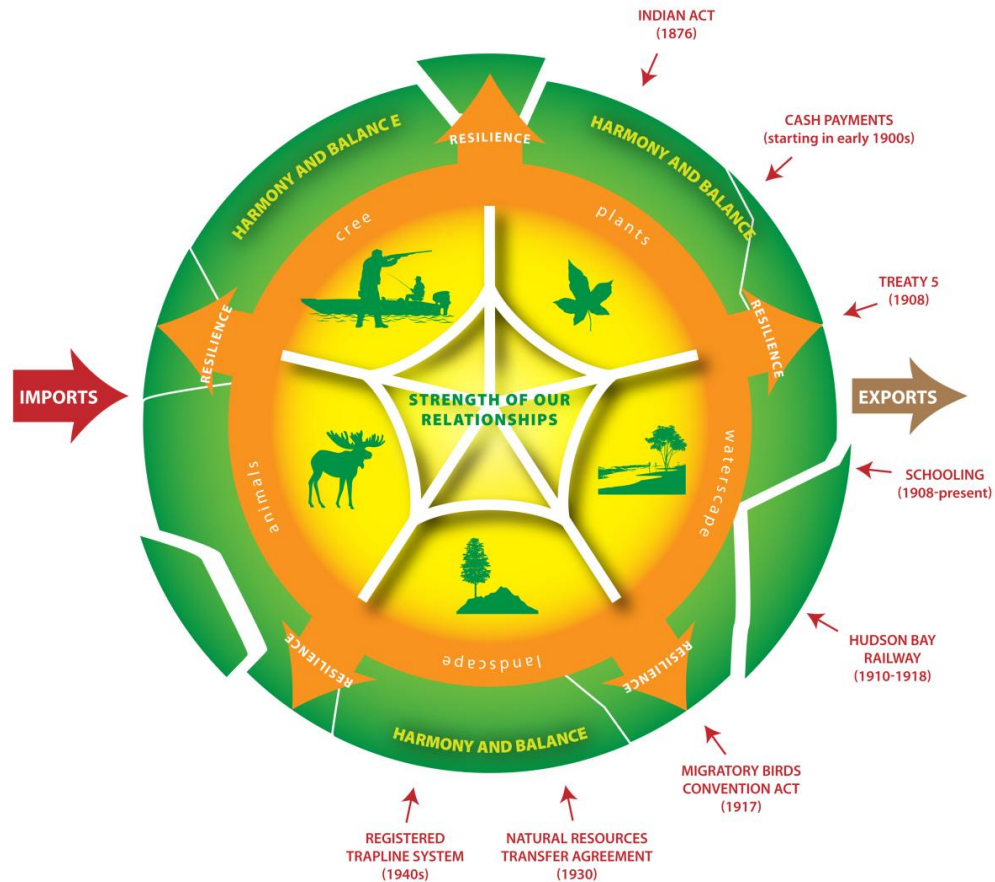 INDIAN ACT
(1876)
CASH PAYMENTS
(starting in early 1900s)
TREATY 5
(1908)
SCHOOLING
(1908-present)
HUDSON BAY
RAILWAY
(1910-1918)
MIGRATORY BIRDS
CONVENTION ACT
(1917)
NATURAL RESOURCES
TRANSFER AGREEMENT
(1930)
REGISTERED
TRAPLINE SYSTEM
(1940s)
IMPORTS
EXPORTS
HARMONY AND BALANCE
HARMONY AND BALANCE
HARMONY AND BALANCE
RESILIENCE
RESILIENCE
RESILIENCE
RESILIENCE
RESILIENCE
cree
plants
waterscape
landscape
animals
STRENGTH OF OUR
RELATIONSHIPS